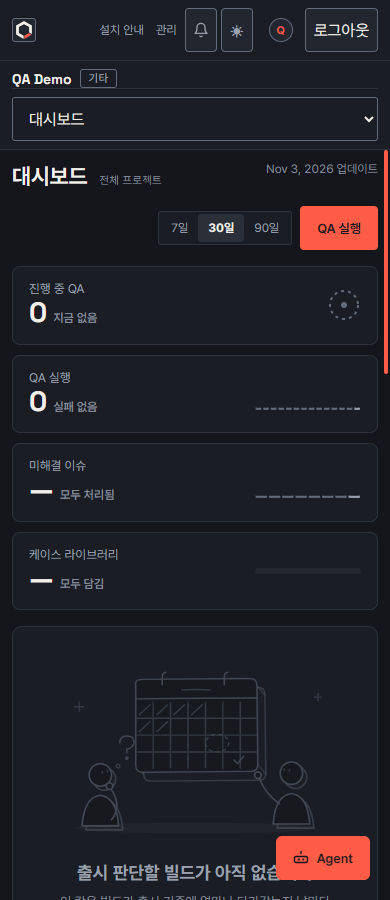 설치 안내 관리 Q 로그아웃
QA Demo 기타
대시보드
대시보드 전체 프로젝트 Nov 3, 2026 업데이트
7일 30일 90일 QA 실행
진행 중 QA
0 지금 없음
QA 실행
0 실패 없음
미해결 이슈
— 모두 처리됨
케이스 라이브러리
— 모두 담김
?
출시 판단할 빌드가 아직
Agent